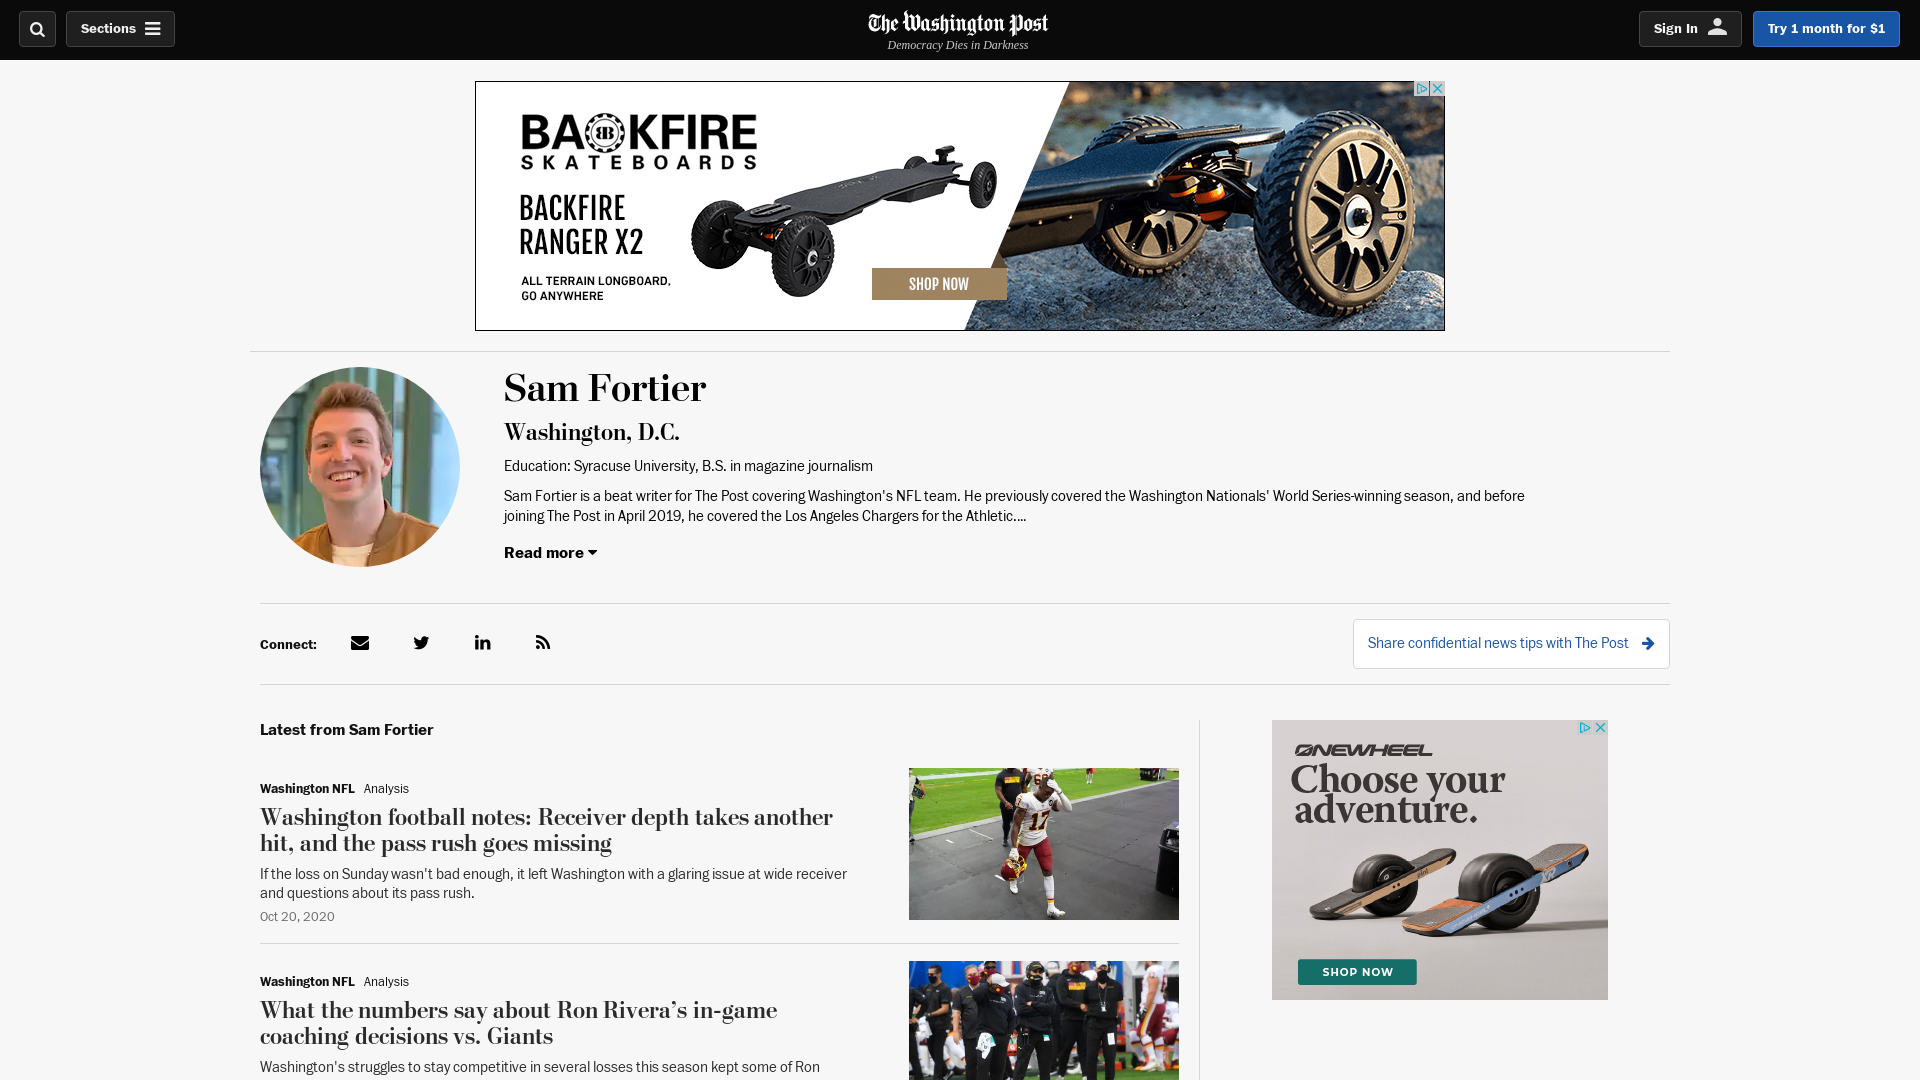 Sections
The Washington Post
Democracy Dies in Darkness
Sign In
Try 1 month for $1
BACKFIRE
SKATEBOARDS
BACKFIRE
RANGER X2
ALL TERRAIN LONGBOARD,
GO ANYWHERE
SHOP NOW
Sam Fortier
Washington, D.C.
Education: Syracuse University, B.S. in magazine journalism
Sam Fortier is a beat writer for The Post covering Washington's NFL team. He previously covered the Washington Nationals' World Series-winning season, and before
joining The Post in April 2019, he covered the Los Angeles Chargers for the Athletic....
Read more
Connect:
Share confidential news tips with The Post
Latest from Sam Fortier
Washington NFL Analysis
Washington football notes: Receiver depth takes another
hit, and the pass rush goes missing
If the loss on Sunday wasn't bad enough, it left Washington with a glaring issue at wide receiver
and questions about its pass rush.
Oct 20, 2020
17
Washington NFL Analysis
What the numbers say about Ron Rivera’s in-game
coaching decisions vs. Giants
Washington's struggles to stay competitive in several losses this season kept some of Ron
ONEWHEEL
Choose your
adventure.
SHOP NOW